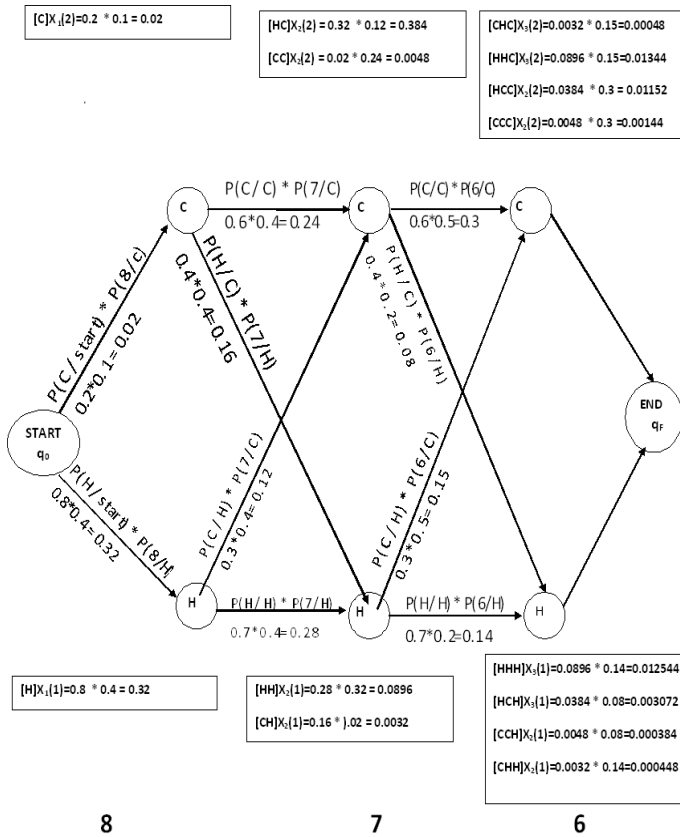 [C]X₁(2)=0.2 * 0.1 = 0.02
[HC]X₂(2) = 0.32 * 0.12 = 0.384
[CC]X₂(2) = 0.02 * 0.24 = 0.0048
[CHC]X₃(2)=0.0032 * 0.15=0.00048
[HHC]X₃(2)=0.0896 * 0.15=0.01344
[HCC]X₂(2)=0.0384 * 0.3 = 0.01152
[CCC]X₂(2)=0.0048 * 0.3 =0.00144
P(C/C) * P(7/C)
0.6*0.4=0.24
P(C/C)*P(6/C)
0.6*0.5=0.3
C
C
C
P(C/start) * P(8/c)
0.2*0.1=0.02
P(H/C) * P(7/H)
0.4*0.4=0.16
P(H/C) * P(6/H)
0.4*0.2=0.08
START
q₀
END
qF
P(H/start) * P(8/H)
0.8*0.4=0.32
P(C/H) * P(7/C)
0.3*0.4=0.12
P(C/H) * P(6/C)
0.3*0.5=0.15
H
P(H/H) * P(7/H)
0.7*0.4=0.28
H
P(H/H) * P(6/H)
0.7*0.2=0.14
H
[H]X₁(1)=0.8 * 0.4 = 0.32
[HH]X₂(1)=0.28 * 0.32 = 0.0896
[CH]X₂(1)=0.16 * ).02 = 0.0032
[HHH]X₃(1)=0.0896 * 0.14=0.012544
[HCH]X₃(1)=0.0384 * 0.08=0.003072
[CCH]X₂(1)=0.0048 * 0.08=0.000384
[CHH]X₂(1)=0.0032 * 0.14=0.000448
8 7 6